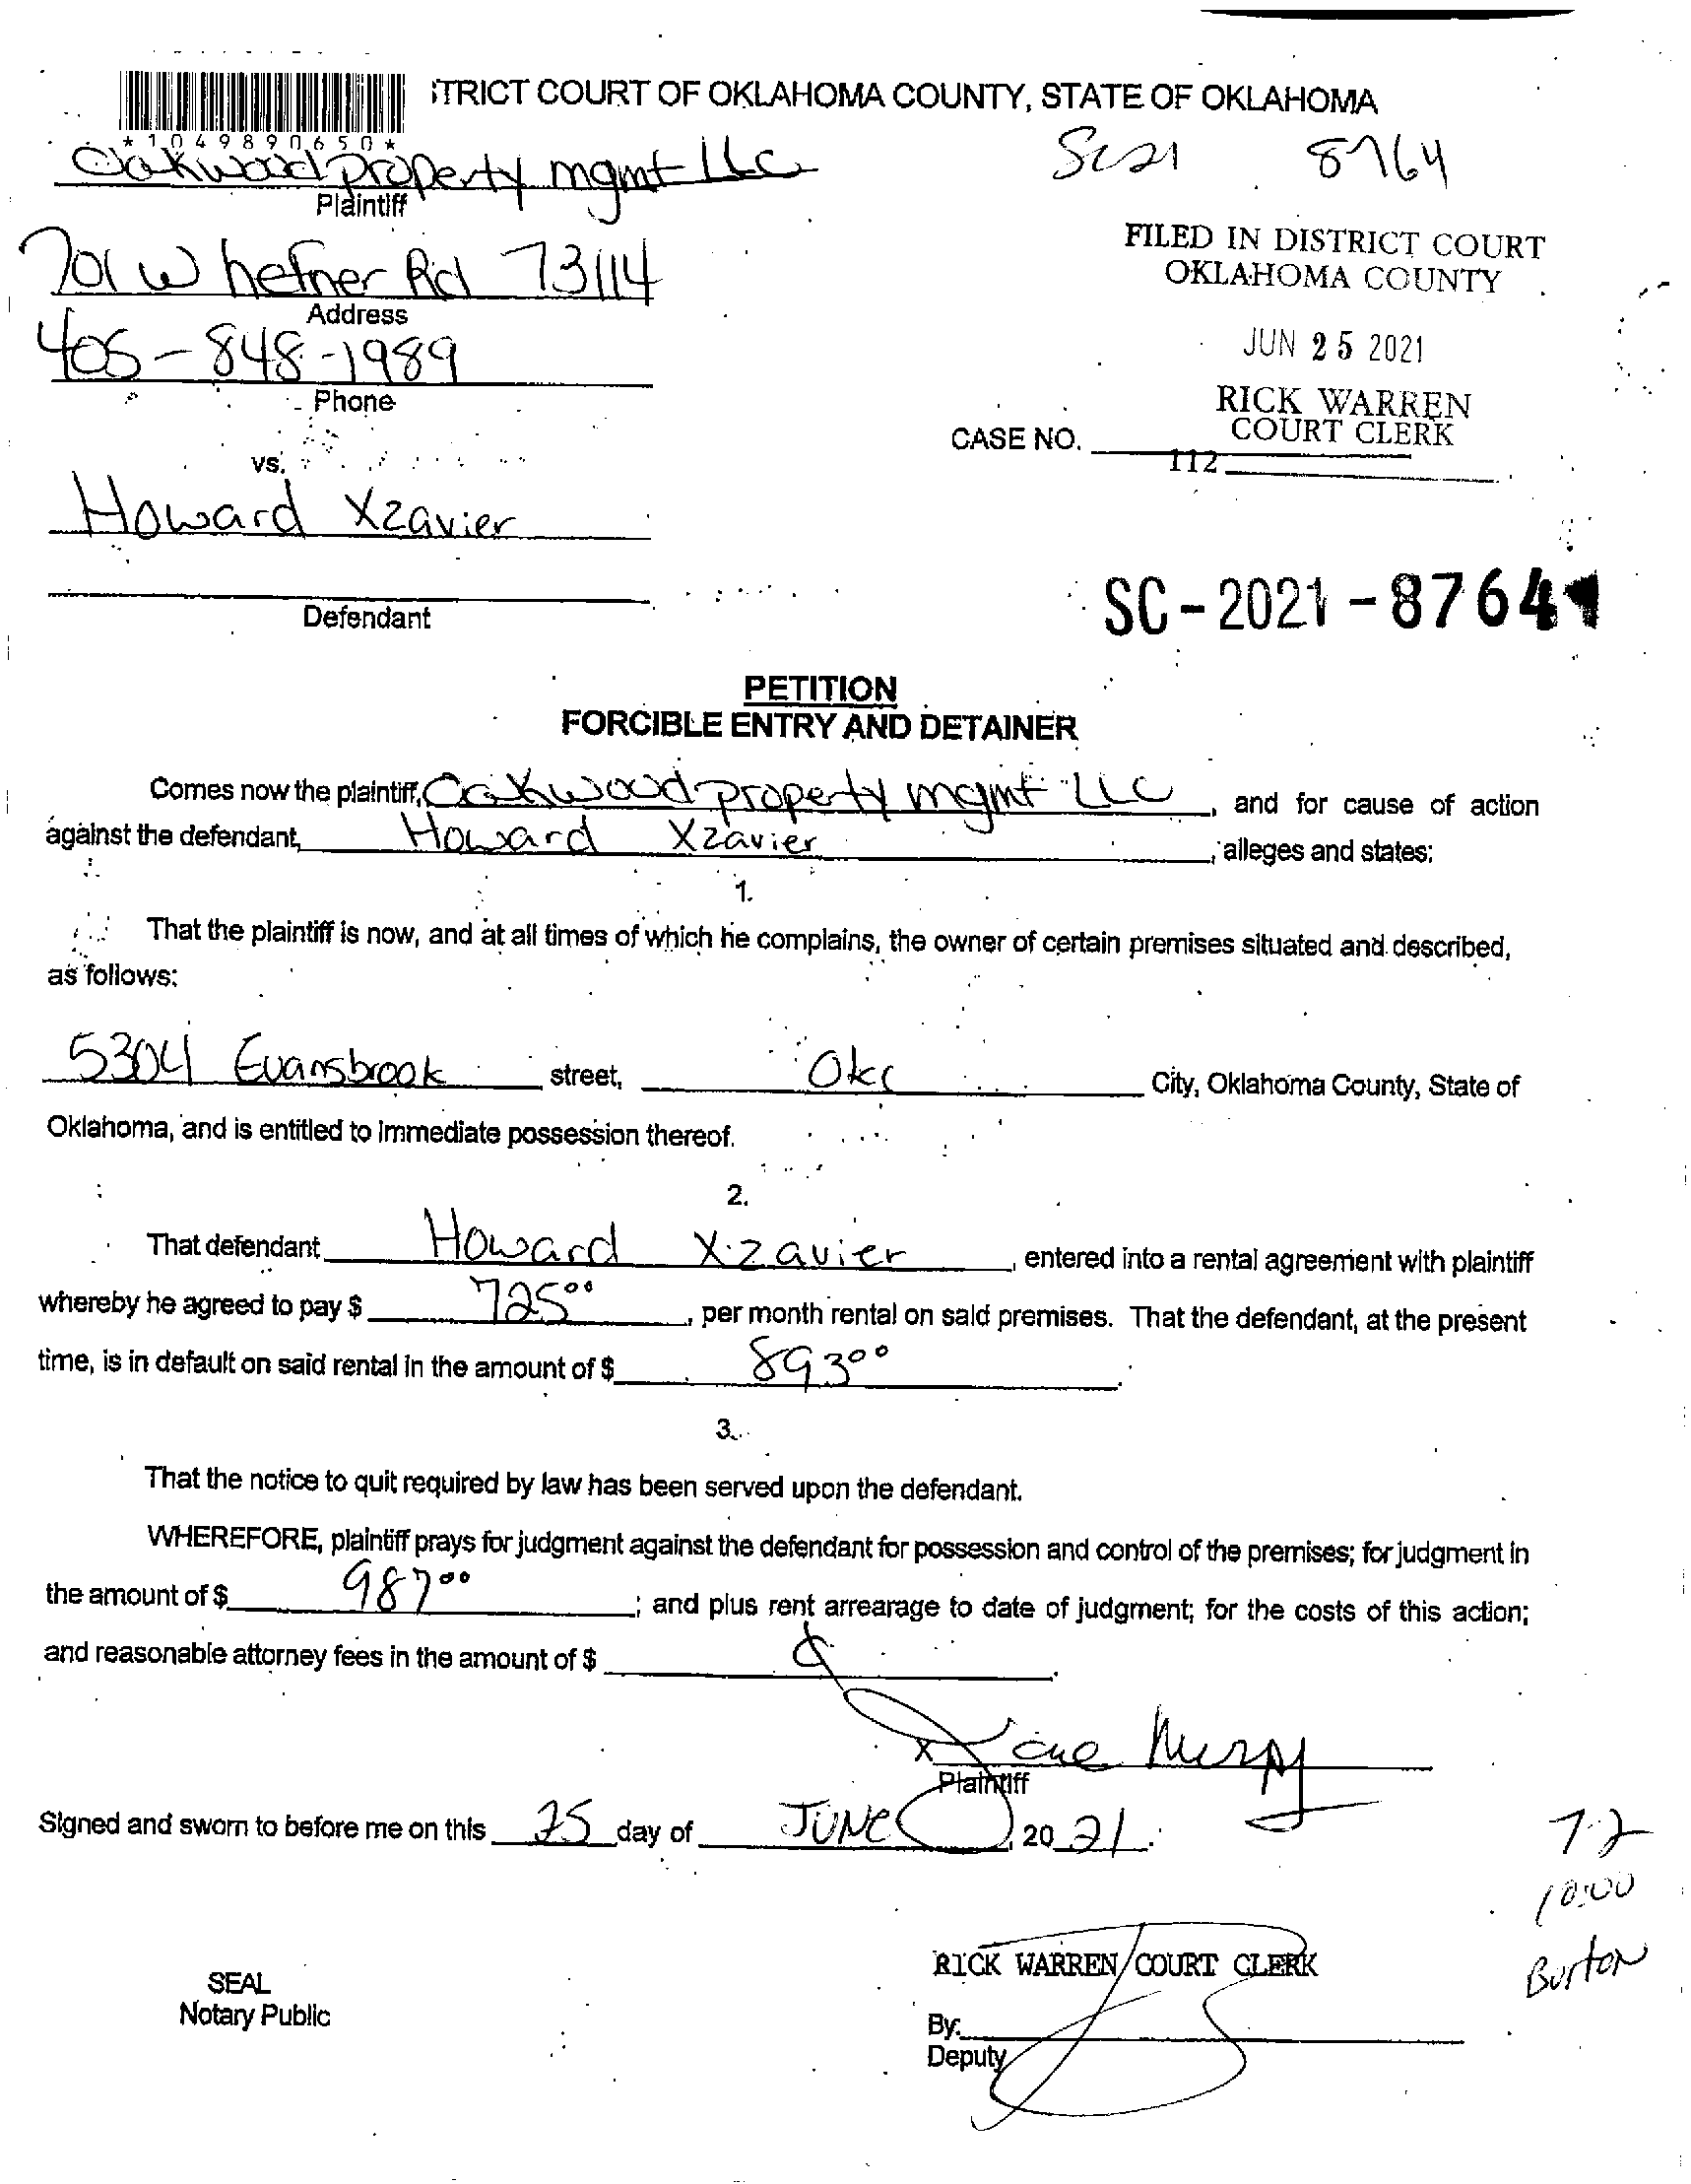 ITRICT COURT OF OKLAHOMA COUNTY, STATE OF OKLAHOMA
*1049890650*
Oakwood property mgmt LLC
SC21 8764
Plaintiff
FILED IN DISTRICT COURT
OKLAHOMA COUNTY
701 W hefner Rd 73114
Address
JUN 25 2021
405-848-1989
Phone
RICK WARREN
COURT CLERK
CASE NO.
112
vs.
Howard Xzavier
Defendant
SC-2021-8764
PETITION
FORCIBLE ENTRY AND DETAINER
Comes now the plaintiff, Oakwood property mgmt LLC, and for cause of action
against the defendant, Howard Xzavier, alleges and states:
1.
That the plaintiff is now, and at all times of which he complains, the owner of certain premises situated and described,
as follows:
5304 Evansbrook street, Okc City, Oklahoma County, State of
Oklahoma, and is entitled to immediate possession thereof.
2.
That defendant Howard Xzavier, entered into a rental agreement with plaintiff
whereby he agreed to pay $ 725.00, per month rental on said premises. That the defendant, at the present
time, is in default on said rental in the amount of $ 893.00.
3.
That the notice to quit required by law has been served upon the defendant.
WHEREFORE, plaintiff prays for judgment against the defendant for possession and control of the premises; for judgment in
the amount of $ 987.00; and plus rent arrearage to date of judgment; for the costs of this action;
and reasonable attorney fees in the amount of $
X
Plaintiff
Signed and sworn to before me on this 25 day of JUNE, 2021.
7-2
10:00
Burton
RICK WARREN COURT CLERK
SEAL
Notary Public
By:
Deputy